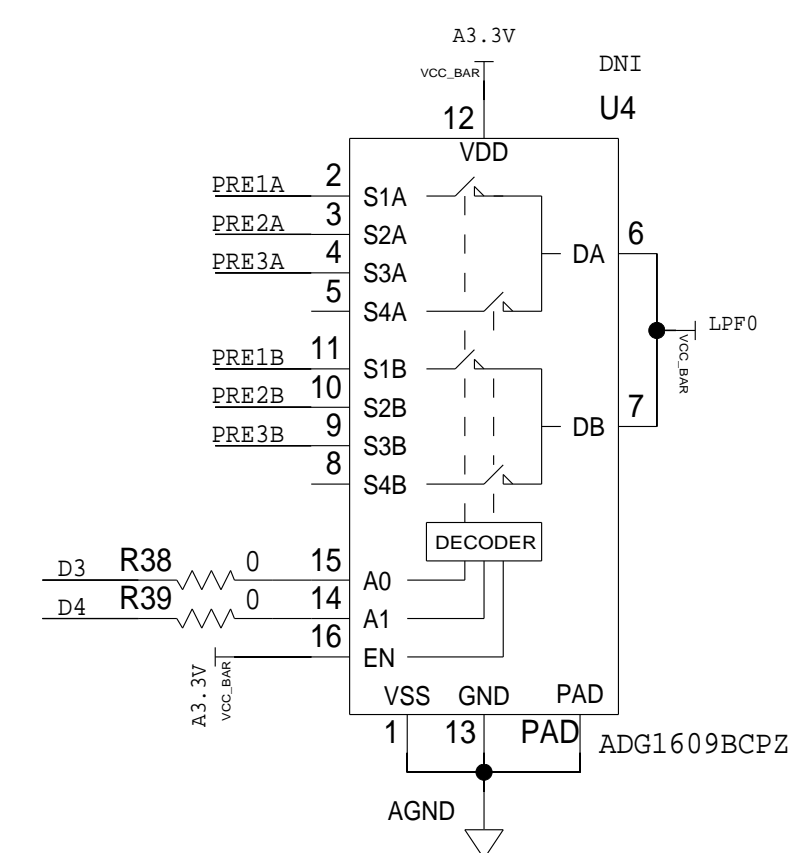 A3.3V
VCC_BAR
DNI
U4
12
VDD
PRE1A 2 S1A
PRE2A 3 S2A
PRE3A 4 S3A
5 S4A
DA 6
LPF0
VCC_BAR
PRE1B 11 S1B
PRE2B 10 S2B
PRE3B 9 S3B
8 S4B
DB 7
DECODER
D3 R38 0 15 A0
D4 R39 0 14 A1
16 EN
A3.3V
VCC_BAR
VSS GND PAD
1 13 PAD
ADG1609BCPZ
AGND